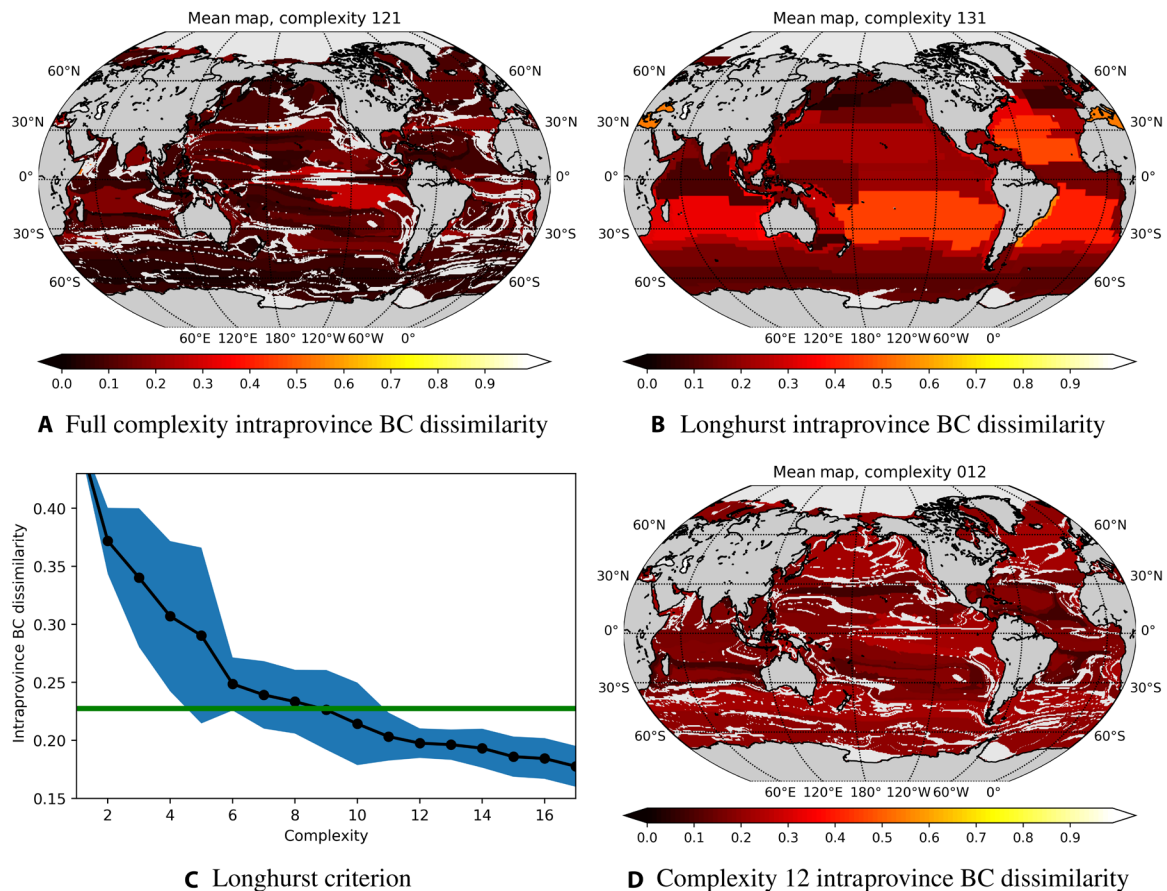 Mean map, complexity 121
60°N 60°N
30°N 30°N
0° 0°
30°S 30°S
60°S 60°S
60°E 120°E 180° 120°W 60°W 0°
0.0 0.1 0.2 0.3 0.4 0.5 0.6 0.7 0.8 0.9
A Full complexity intraprovince BC dissimilarity
Mean map, complexity 131
60°N 60°N
30°N 30°N
0° 0°
30°S 30°S
60°S 60°S
60°E 120°E 180° 120°W 60°W 0°
0.0 0.1 0.2 0.3 0.4 0.5 0.6 0.7 0.8 0.9
B Longhurst intraprovince BC dissimilarity
Intraprovince BC dissimilarity
0.40
0.35
0.30
0.25
0.20
0.15
2 4 6 8 10 12 14 16
Complexity
C Longhurst criterion
Mean map, complexity 012
60°N 60°N
30°N 30°N
0° 0°
30°S 30°S
60°S 60°S
60°E 120°E 180° 120°W 60°W 0°
0.0 0.1 0.2 0.3 0.4 0.5 0.6 0.7 0.8 0.9
D Complexity 12 intraprovince BC dissimilarity